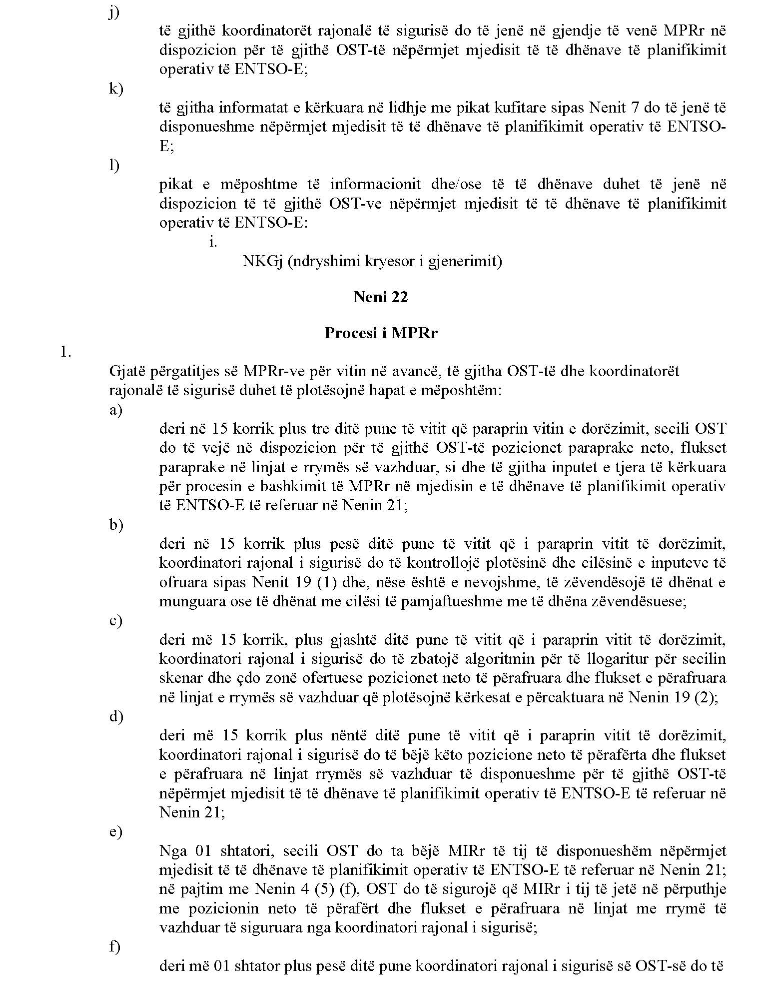 j)
të gjithë koordinatorët rajonalë të sigurisë do të jenë në gjendje të venë MPRr në
dispozicion për të gjithë OST-të nëpërmjet mjedisit të të dhënave të planifikimit
operativ të ENTSO-E;
k)
të gjitha informatat e kërkuara në lidhje me pikat kufitare sipas Nenit 7 do të jenë të
disponueshme nëpërmjet mjedisit të të dhënave të planifikimit operativ të ENTSO-
E;
l)
pikat e mëposhtme të informacionit dhe/ose të të dhënave duhet të jenë në
dispozicion të të gjithë OST-ve nëpërmjet mjedisit të të dhënave të planifikimit
operativ të ENTSO-E:
i.
NKGj (ndryshimi kryesor i gjenerimit)
Neni 22
Procesi i MPRr
1.
Gjatë përgatitjes së MPRr-ve për vitin në avancë, të gjitha OST-të dhe koordinatorët
rajonalë të sigurisë duhet të plotësojnë hapat e mëposhtëm:
a)
deri në 15 korrik plus tre ditë pune të vitit që paraprin vitin e dorëzimit, secili OST
do të vejë në dispozicion për të gjithë OST-të pozicionet paraprake neto, flukset
paraprake në linjat e rrymës së vazhduar, si dhe të gjitha inputet e tjera të kërkuara
për procesin e bashkimit të MPRr në mjedisin e të dhënave të planifikimit operativ
të ENTSO-E të referuar në Nenin 21;
b)
deri në 15 korrik plus pesë ditë pune të vitit që i paraprin vitit të dorëzimit,
koordinatori rajonal i sigurisë do të kontrollojë plotësinë dhe cilësinë e inputeve të
ofruara sipas Nenit 19 (1) dhe, nëse është e nevojshme, të zëvendësojë të dhënat e
munguara ose të dhënat me cilësi të pamjaftueshme me të dhëna zëvendësuese;
c)
deri më 15 korrik, plus gjashtë ditë pune të vitit që i paraprin vitit të dorëzimit,
koordinatori rajonal i sigurisë do të zbatojë algoritmin për të llogaritur për secilin
skenar dhe çdo zonë ofertuese pozicionet neto të përafruara dhe flukset e përafruara
në linjat e rrymës së vazhduar që plotësojnë kërkesat e përcaktuara në Nenin 19 (2);
d)
deri më 15 korrik plus nëntë ditë pune të vitit që i paraprin vitit të dorëzimit,
koordinatori rajonal i sigurisë do të bëjë këto pozicione neto të përafërta dhe flukset
e përafruara në linjat rrymës së vazhduar të disponueshme për të gjithë OST-të
nëpërmjet mjedisit të të dhënave të planifikimit operativ të ENTSO-E të referuar në
Nenin 21;
e)
Nga 01 shtatori, secili OST do ta bëjë MIRr të tij të disponueshëm nëpërmjet
mjedisit të të dhënave të planifikimit operativ të ENTSO-E të referuar në Nenin 21;
në pajtim me Nenin 4 (5) (f), OST do të sigurojë që MIRr i tij të jetë në përputhje
me pozicionin neto të përafërt dhe flukset e përafruara në linjat me rrymë të
vazhduar të siguruara nga koordinatori rajonal i sigurisë;
f)
deri më 01 shtator plus pesë ditë pune koordinatori rajonal i sigurisë së OST-së do të